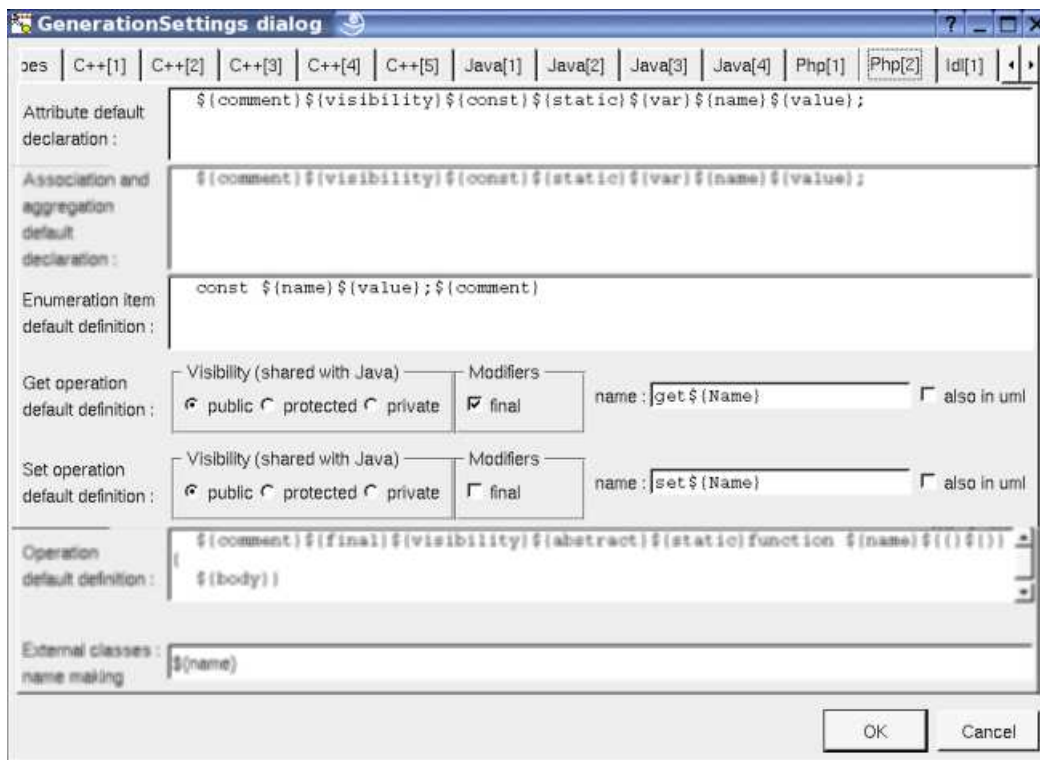 GenerationSettings dialog
pes C++[1] C++[2] C++[3] C++[4] C++[5] Java[1] Java[2] Java[3] Java[4] Php[1] Php[2] Idl[1]
Attribute default
declaration :
${comment}${visibility}${const}${static}${var}${name}${value};
Association and
aggregation
default
declaration :
${comment}${visibility}${const}${static}${var}${name}${value};
Enumeration item
default definition :
const ${name}${value};${comment}
Get operation
default definition :
Visibility (shared with Java)
public protected private
Modifiers
final
name : get${Name}
also in uml
Set operation
default definition :
Visibility (shared with Java)
public protected private
Modifiers
final
name : set${Name}
also in uml
Operation
default definition :
${comment}${final}${visibility}${abstract}${static}function ${name}${(}${)}
{
${body}}
External classes :
name making
${name}
OK Cancel